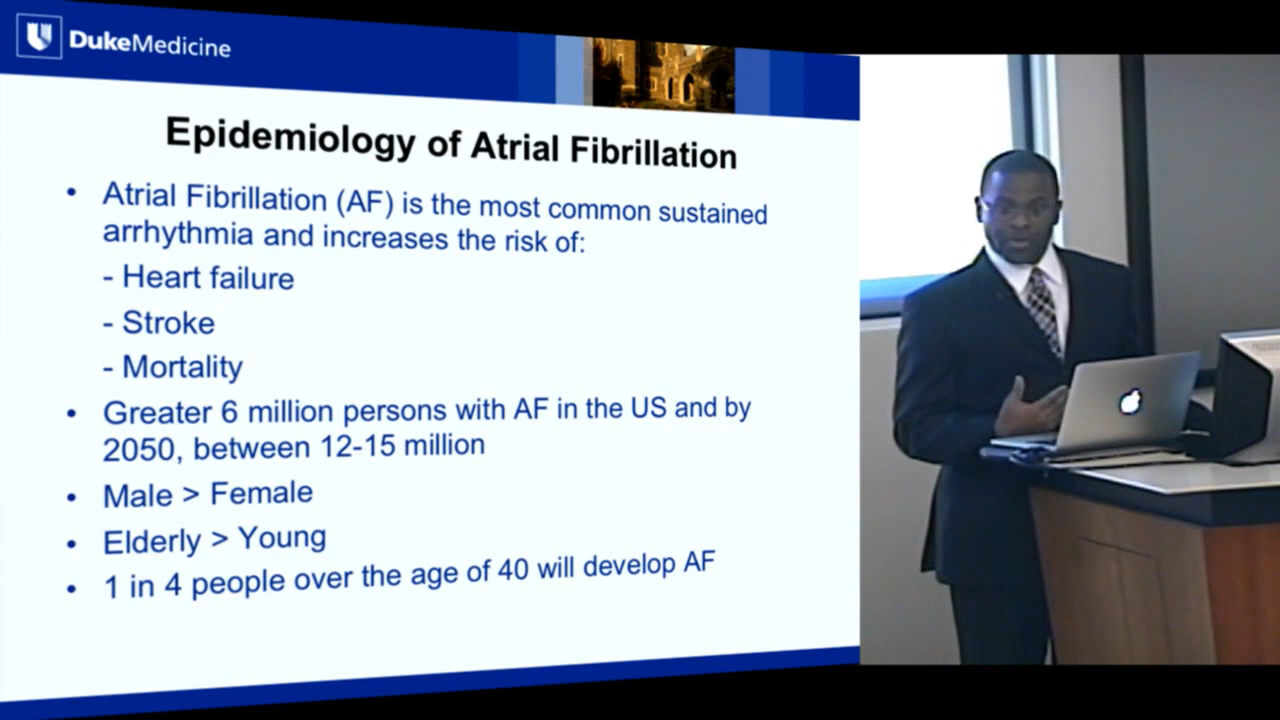 DukeMedicine
Epidemiology of Atrial Fibrillation
• Atrial Fibrillation (AF) is the most common sustained
arrhythmia and increases the risk of:
- Heart failure
- Stroke
- Mortality
• Greater 6 million persons with AF in the US and by
2050, between 12-15 million
• Male > Female
• Elderly > Young
• 1 in 4 people over the age of 40 will develop AF